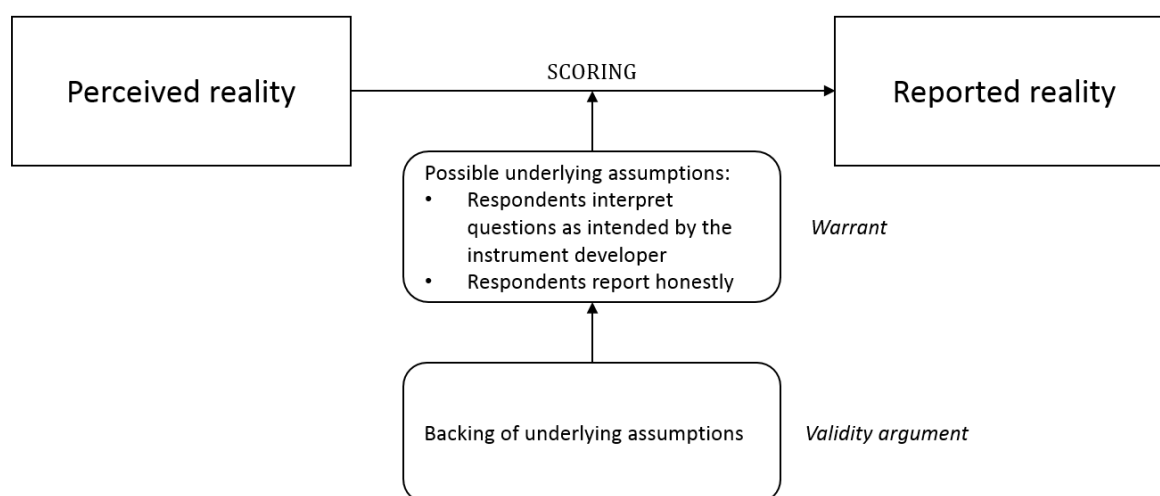 SCORING
Perceived reality
Reported reality
Possible underlying assumptions:
• Respondents interpret
questions as intended by the
instrument developer
• Respondents report honestly
Warrant
Backing of underlying assumptions
Validity argument